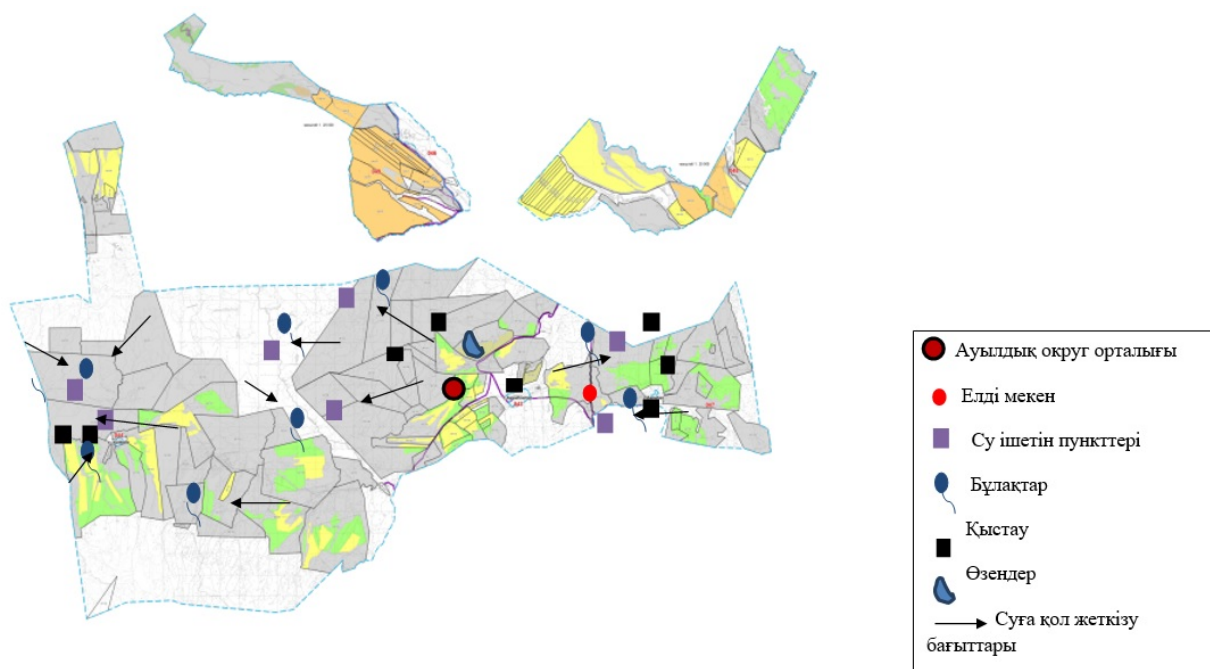 Ауылдық округ орталығы
Елді мекен
Су ішетін пункттері
Бұлақтар
Қыстау
Өзендер
Суға қол жеткізу
бағыттары